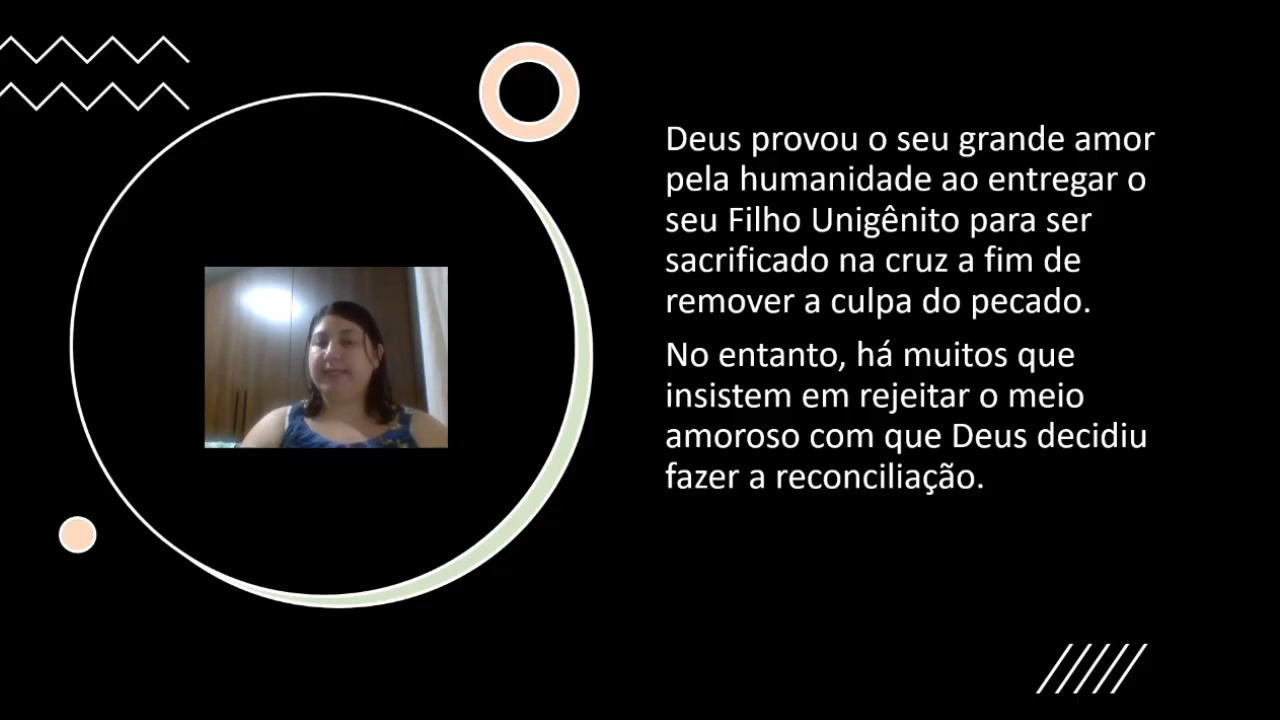 Deus provou o seu grande amor
pela humanidade ao entregar o
seu Filho Unigênito para ser
sacrificado na cruz a fim de
remover a culpa do pecado.
No entanto, há muitos que
insistem em rejeitar o meio
amoroso com que Deus decidiu
fazer a reconciliação.